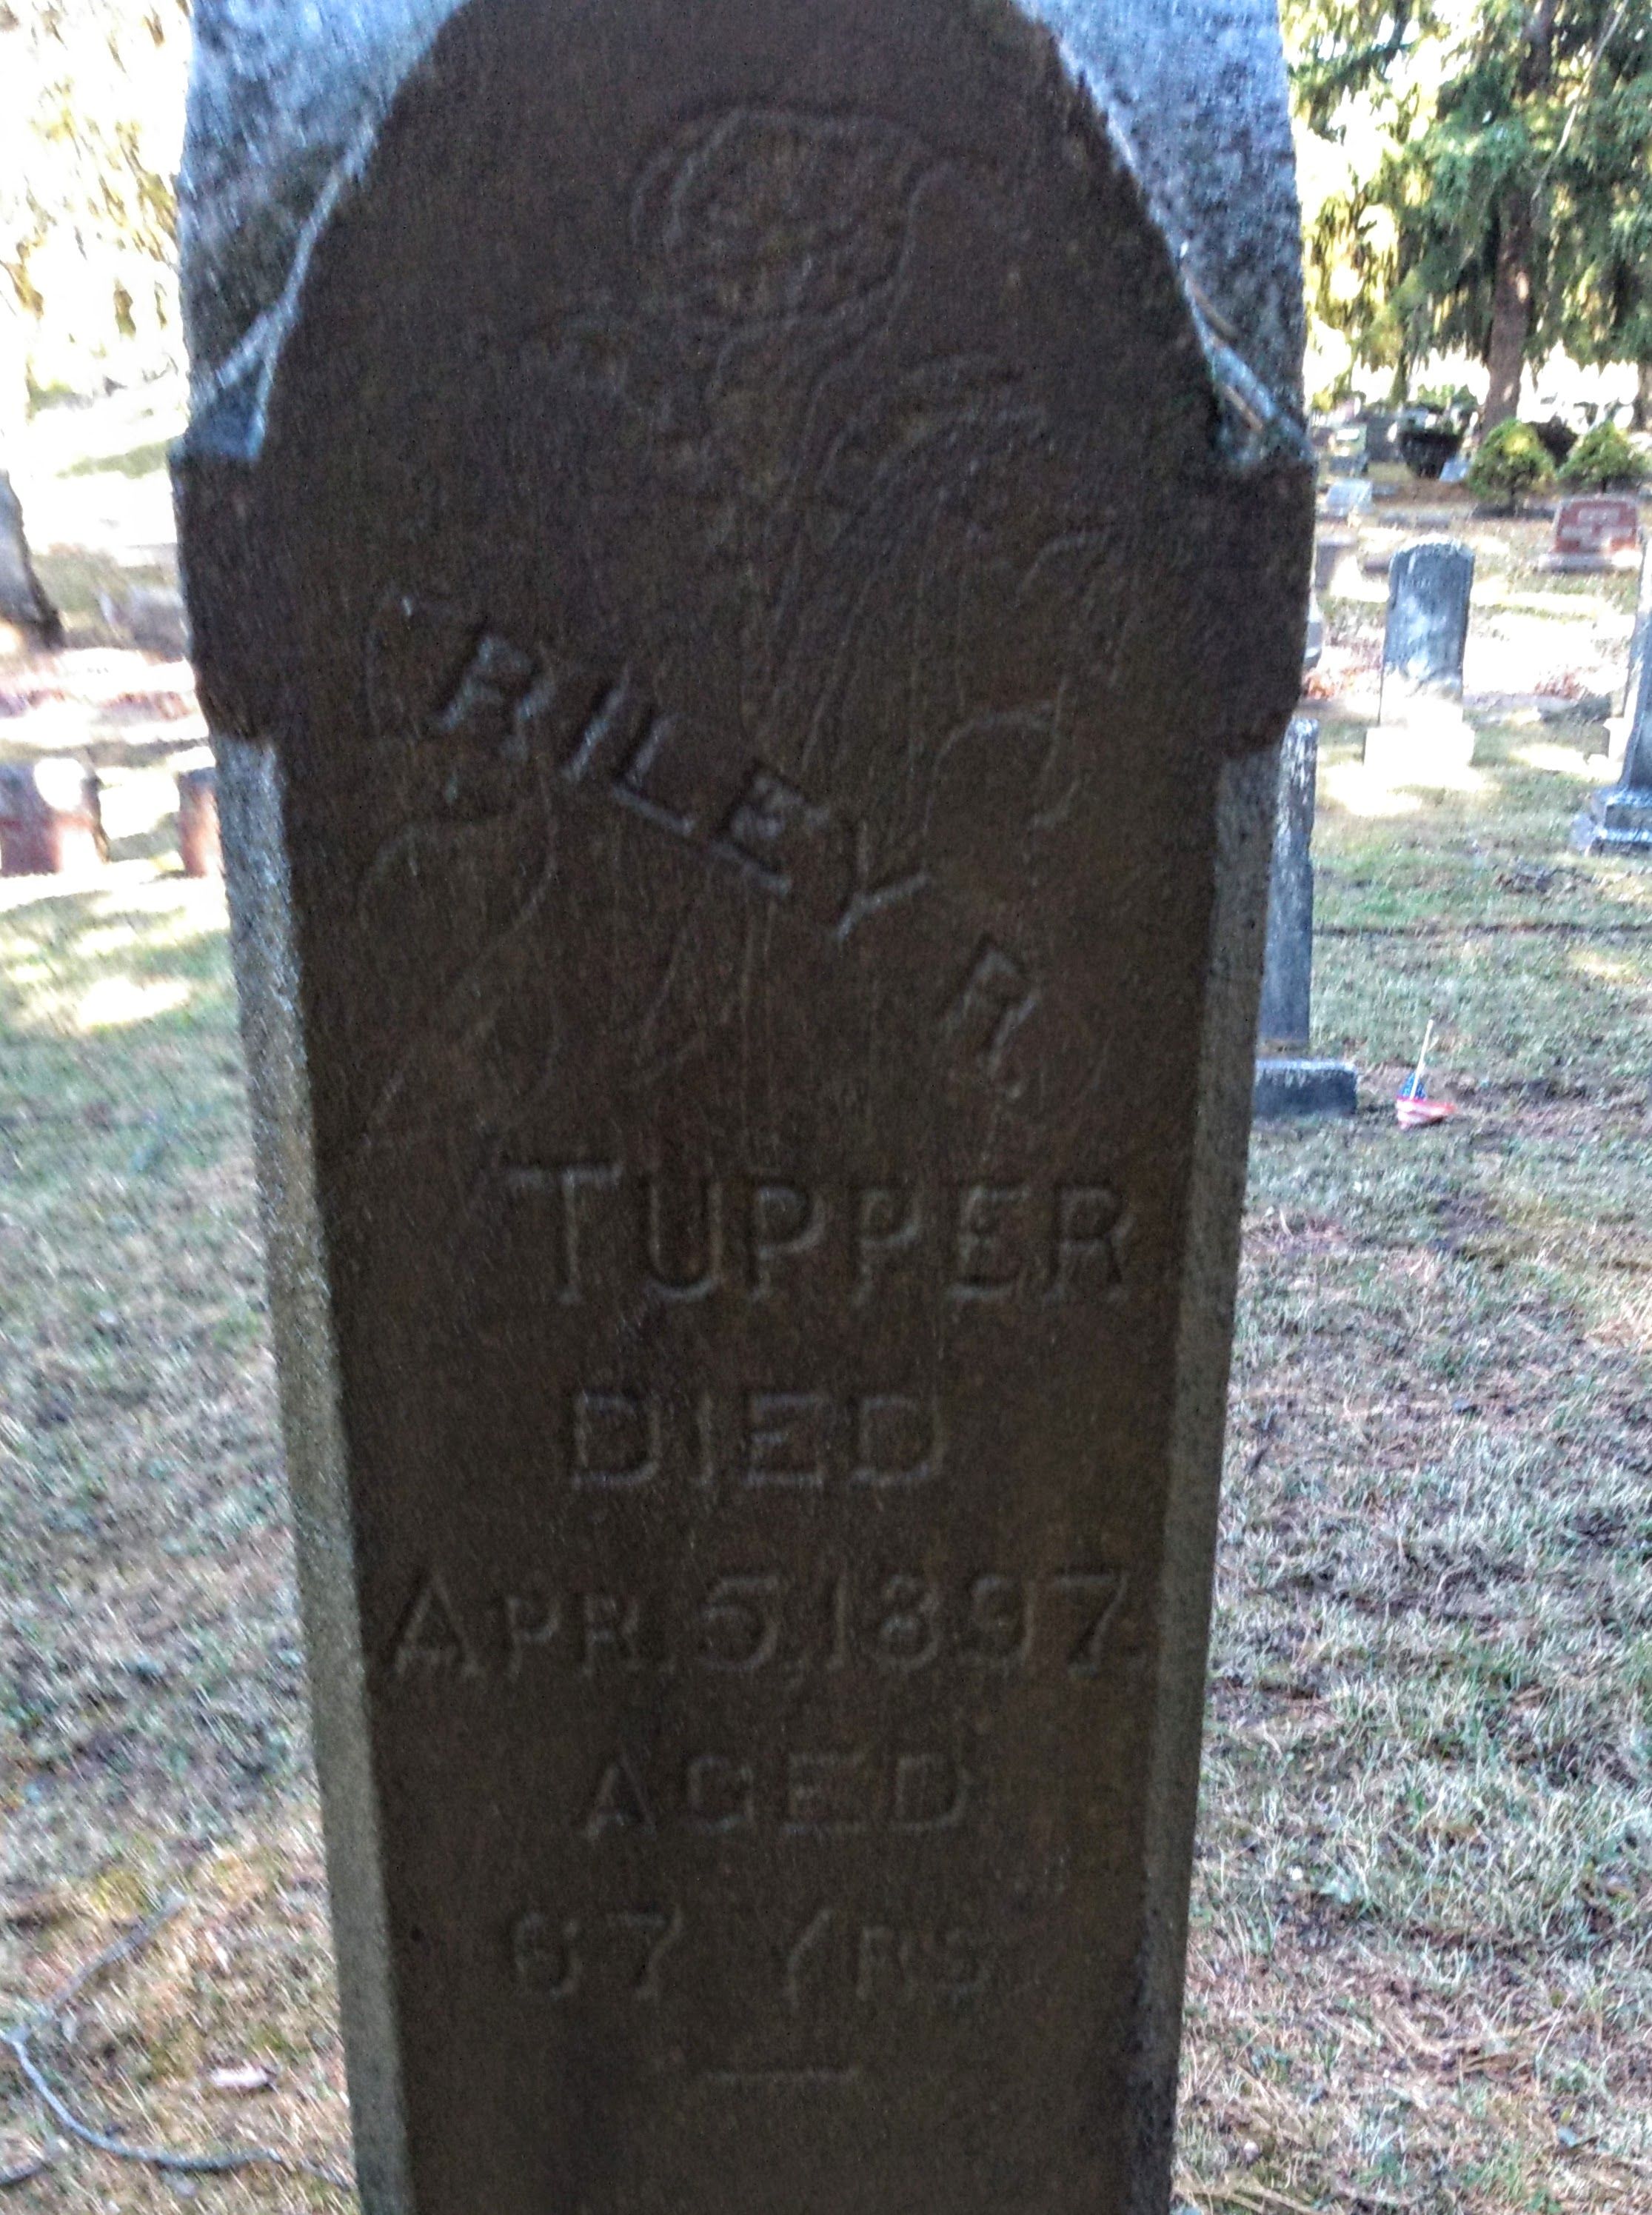 RILEY R.
TUPPER
DIED
APR. 5, 1897.
AGED
67 YRS